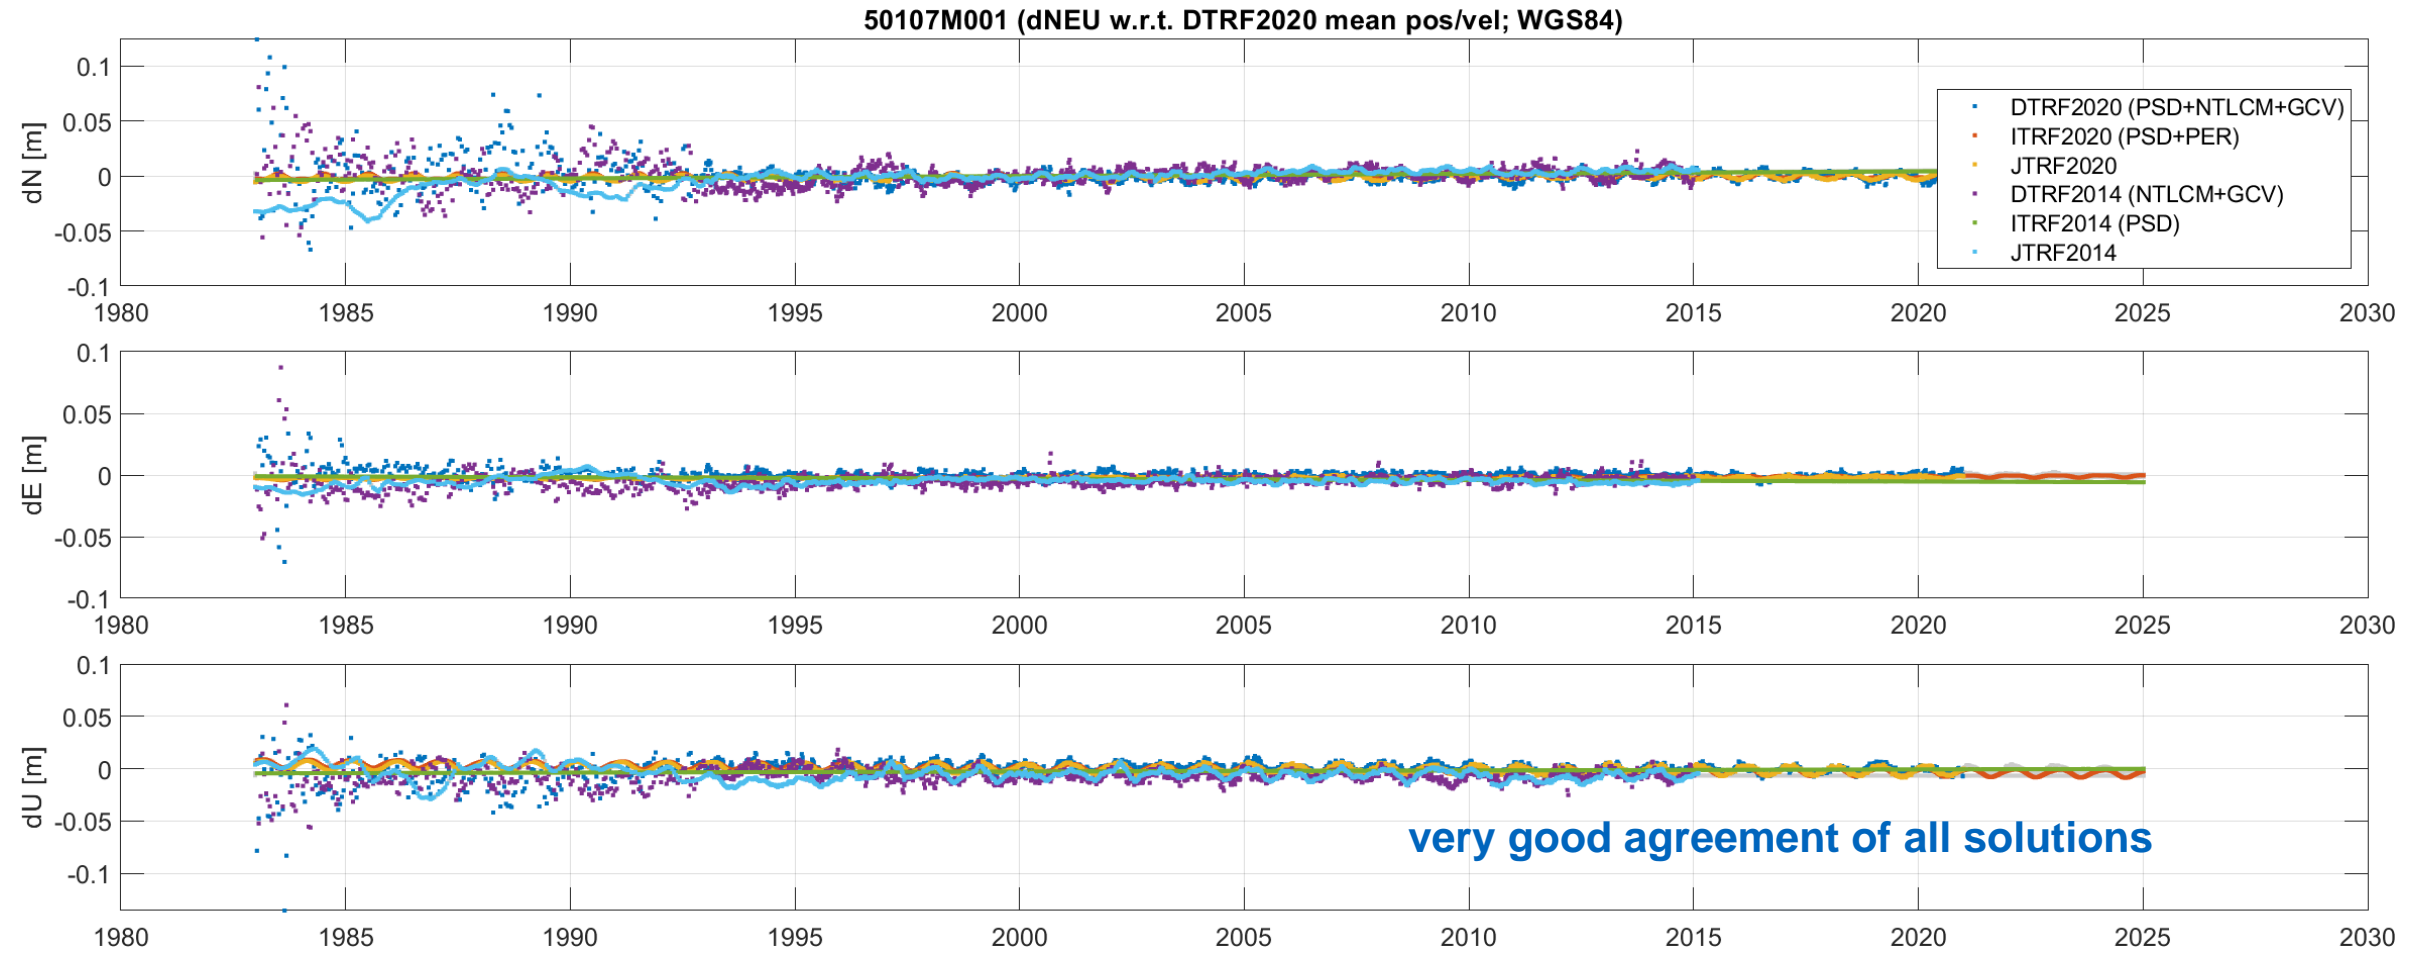 50107M001 (dNEU w.r.t. DTRF2020 mean pos/vel; WGS84)
0.1
0.05
0
-0.05
-0.1
dN [m]
DTRF2020 (PSD+NTLCM+GCV)
ITRF2020 (PSD+PER)
JTRF2020
DTRF2014 (NTLCM+GCV)
ITRF2014 (PSD)
JTRF2014
1980 1985 1990 1995 2000 2005 2010 2015 2020 2025 2030
0.1
0.05
0
-0.05
-0.1
dE [m]
1980 1985 1990 1995 2000 2005 2010 2015 2020 2025 2030
0.1
0.05
0
-0.05
-0.1
dU [m]
very good agreement of all solutions
1980 1985 1990 1995 2000 2005 2010 2015 2020 2025 2030